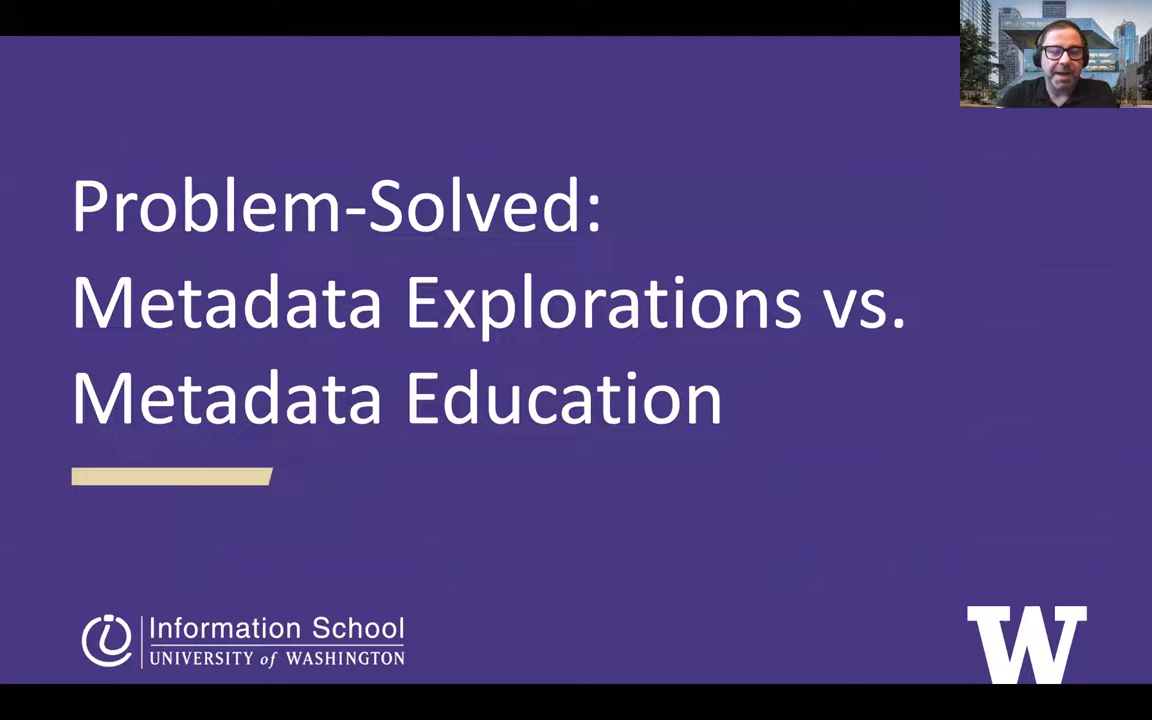 Problem-Solved:
Metadata Explorations vs.
Metadata Education
Information School
UNIVERSITY of WASHINGTON
W